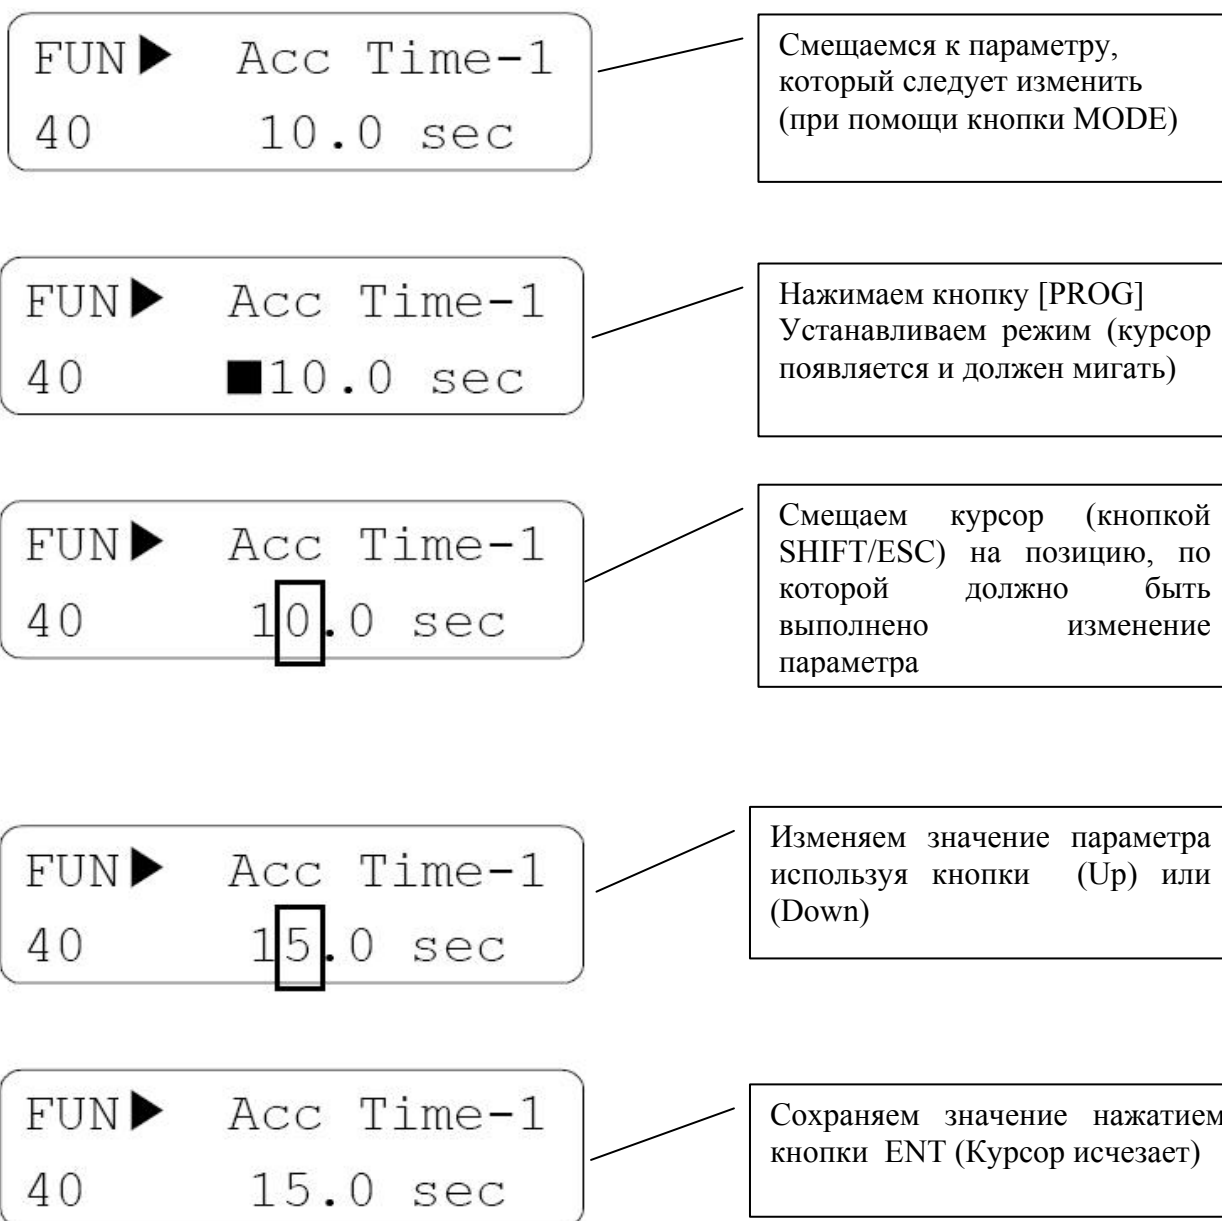 FUN▶ Acc Time-1
40 10.0 sec
Смещаемся к параметру,
который следует изменить
(при помощи кнопки MODE)
FUN▶ Acc Time-1
40 ■10.0 sec
Нажимаем кнопку [PROG]
Устанавливаем режим (курсор
появляется и должен мигать)
FUN▶ Acc Time-1
40 10.0 sec
Смещаем курсор (кнопкой
SHIFT/ESC) на позицию, по
которой должно быть
выполнено изменение
параметра
FUN▶ Acc Time-1
40 15.0 sec
Изменяем значение параметра
используя кнопки (Up) или
(Down)
FUN▶ Acc Time-1
40 15.0 sec
Сохраняем значение нажатием
кнопки ENT (Курсор исчезает)